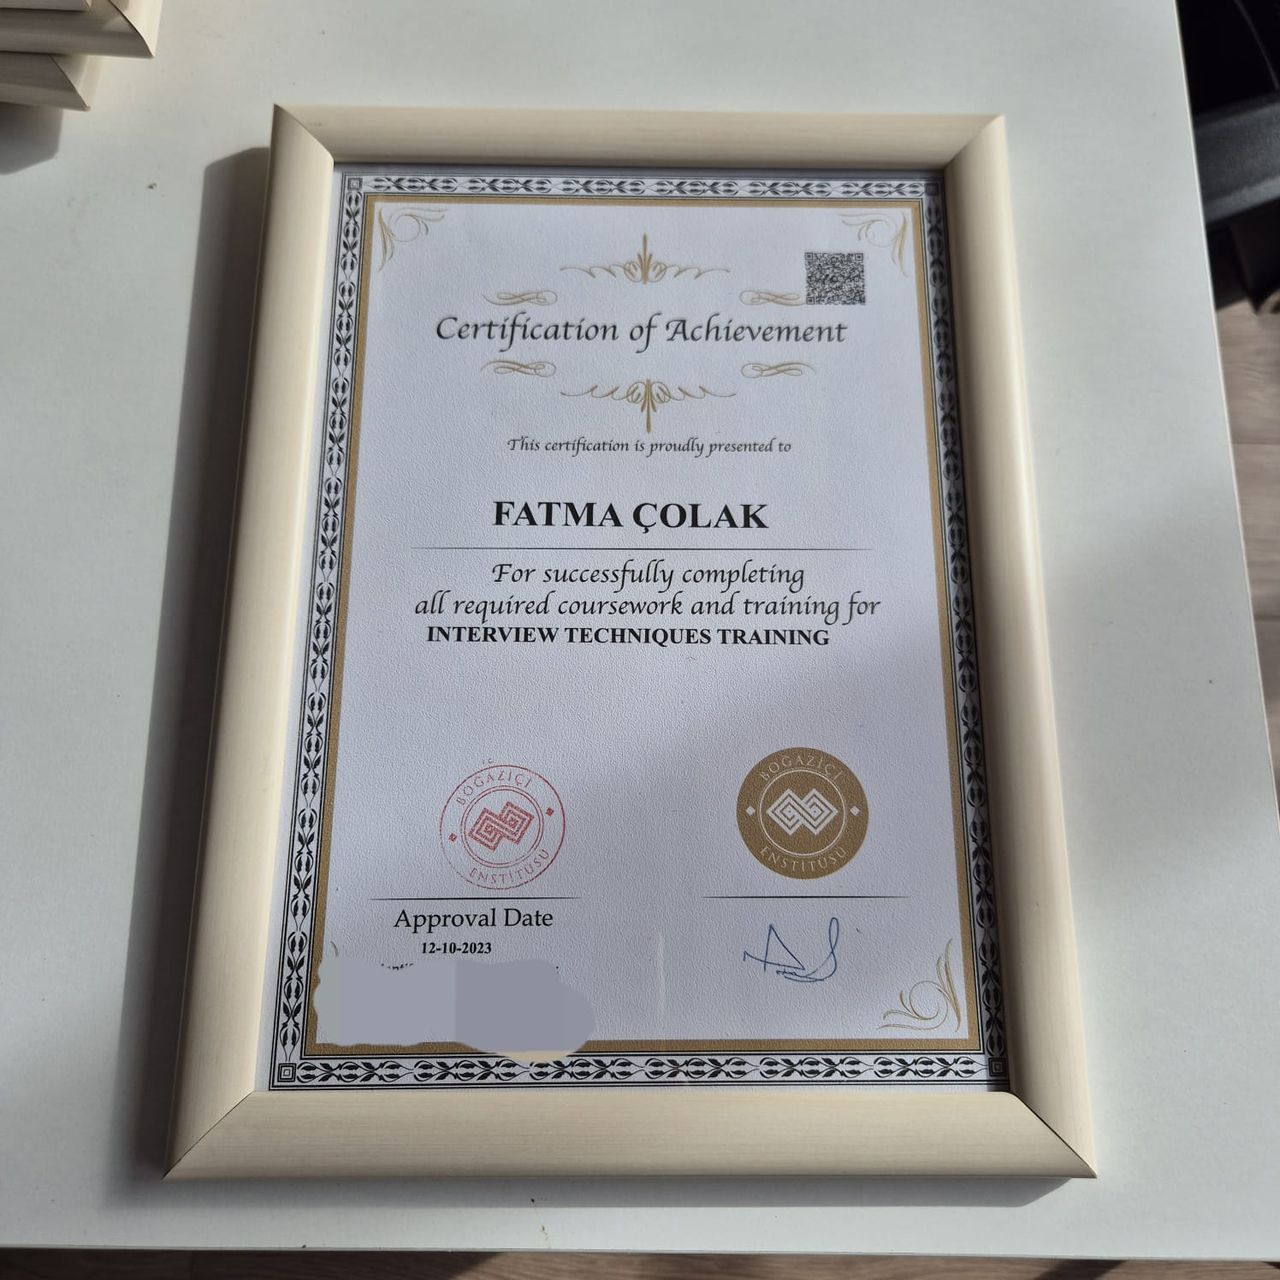 Certification of Achievement
This certification is proudly presented to
FATMA ÇOLAK
For successfully completing
all required coursework and training for
INTERVIEW TECHNIQUES TRAINING
BOĞAZİÇİ
ENSTİTÜSÜ
BOĞAZİÇİ
ENSTİTÜSÜ
Approval Date
12-10-2023